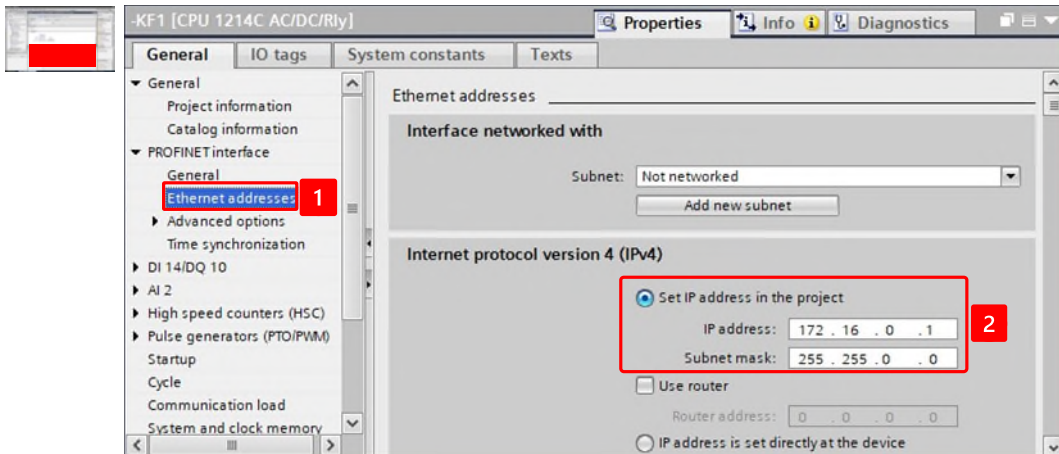 -KF1 [CPU 1214C AC/DC/Rly]
Properties
Info
Diagnostics
General
IO tags
System constants
Texts
General
Project information
Catalog information
PROFINET interface
General
Ethernet addresses
1
Advanced options
Time synchronization
DI 14/DQ 10
AI 2
High speed counters (HSC)
Pulse generators (PTO/PWM)
Startup
Cycle
Communication load
System and clock memory
Ethernet addresses
Interface networked with
Subnet: Not networked
Add new subnet
Internet protocol version 4 (IPv4)
Set IP address in the project
IP address: 172 . 16 . 0 . 1
2
Subnet mask: 255 . 255 . 0 . 0
Use router
Router address: 0 . 0 . 0 . 0
IP address is set directly at the device